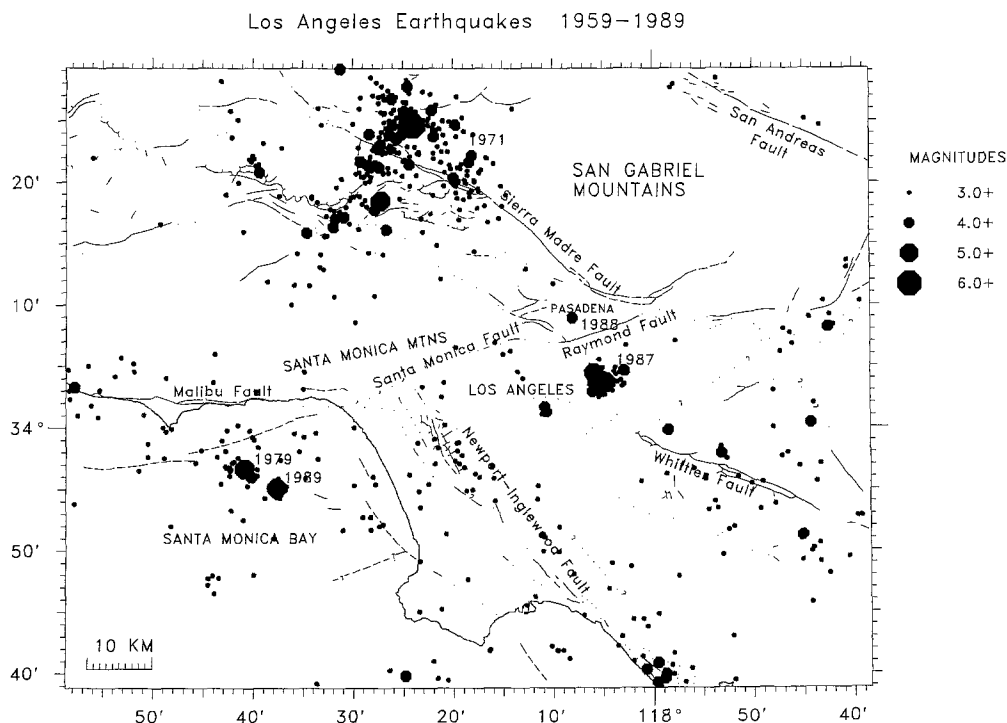 Los Angeles Earthquakes 1959-1989
1971
SAN GABRIEL
MOUNTAINS
San Andreas
Fault
MAGNITUDES
3.0+
4.0+
5.0+
6.0+
20'
10'
34°
50'
40'
Sierra Madre Fault
PASADENA
1988
Raymond Fault
SANTA MONICA MTNS
Santa Monica Fault
1987
Malibu Fault
LOS ANGELES
Newport-Inglewood Fault
Whittier Fault
1979
1989
SANTA MONICA BAY
10 KM
50'
40'
30'
20'
10'
118°
50'
40'